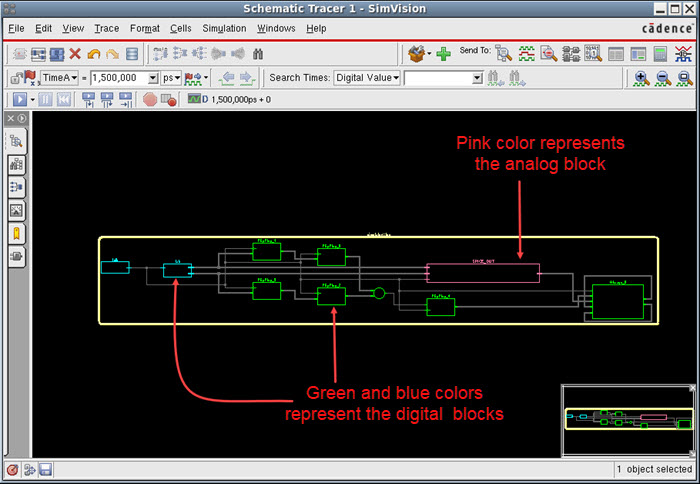 Schematic Tracer 1 - SimVision
File Edit View Trace Format Cells Simulation Windows Help
cādence
Send To:
TimeA = 1,500,000 ps Search Times: Digital Value
1,500,000ps + 0
Pink color represents
the analog block
Green and blue colors
represent the digital blocks
1 object selected